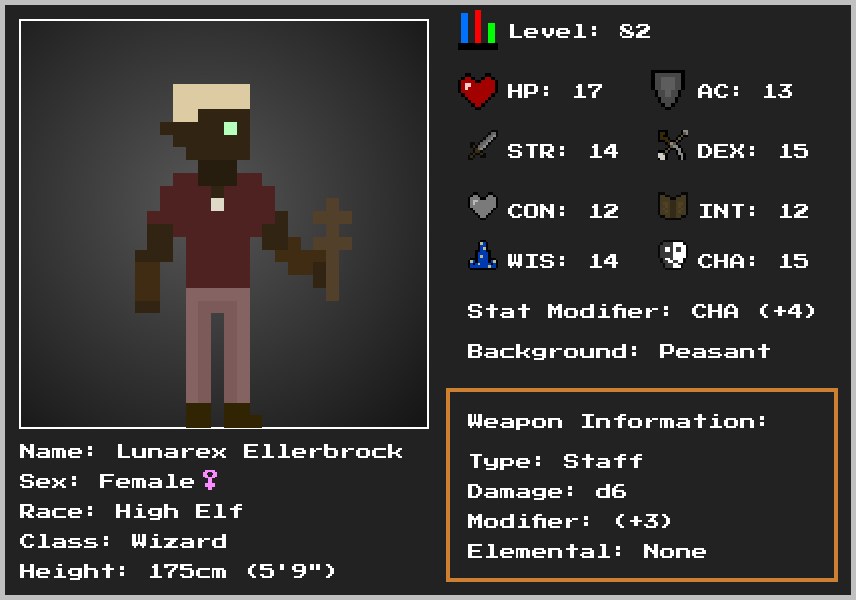 Level: 82
HP: 17
AC: 13
STR: 14
DEX: 15
CON: 12
INT: 12
WIS: 14
CHA: 15
Stat Modifier: CHA (+4)
Background: Peasant
Weapon Information:
Type: Staff
Damage: d6
Modifier: (+3)
Elemental: None
Name: Lunarex Ellerbrock
Sex: Female♀
Race: High Elf
Class: Wizard
Height: 175cm (5'9")